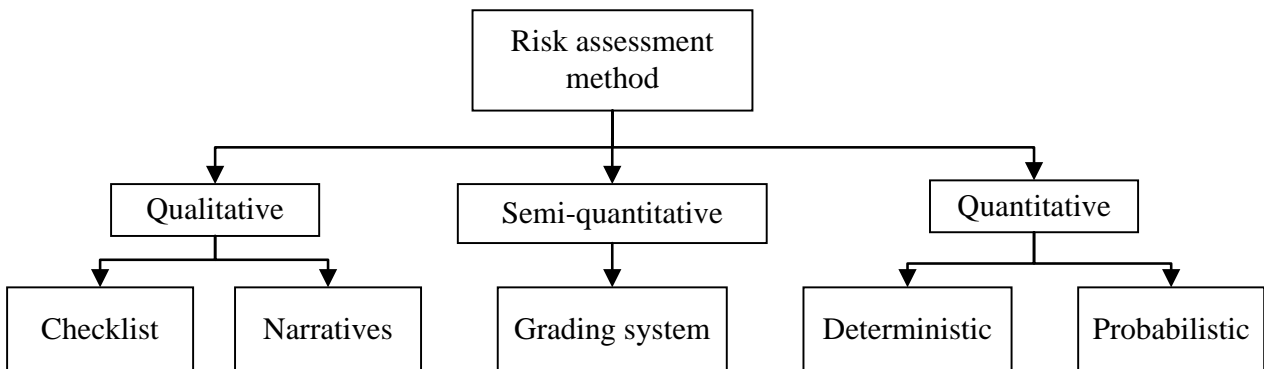 Risk assessment
method
Qualitative
Semi-quantitative
Quantitative
Checklist
Narratives
Grading system
Deterministic
Probabilistic